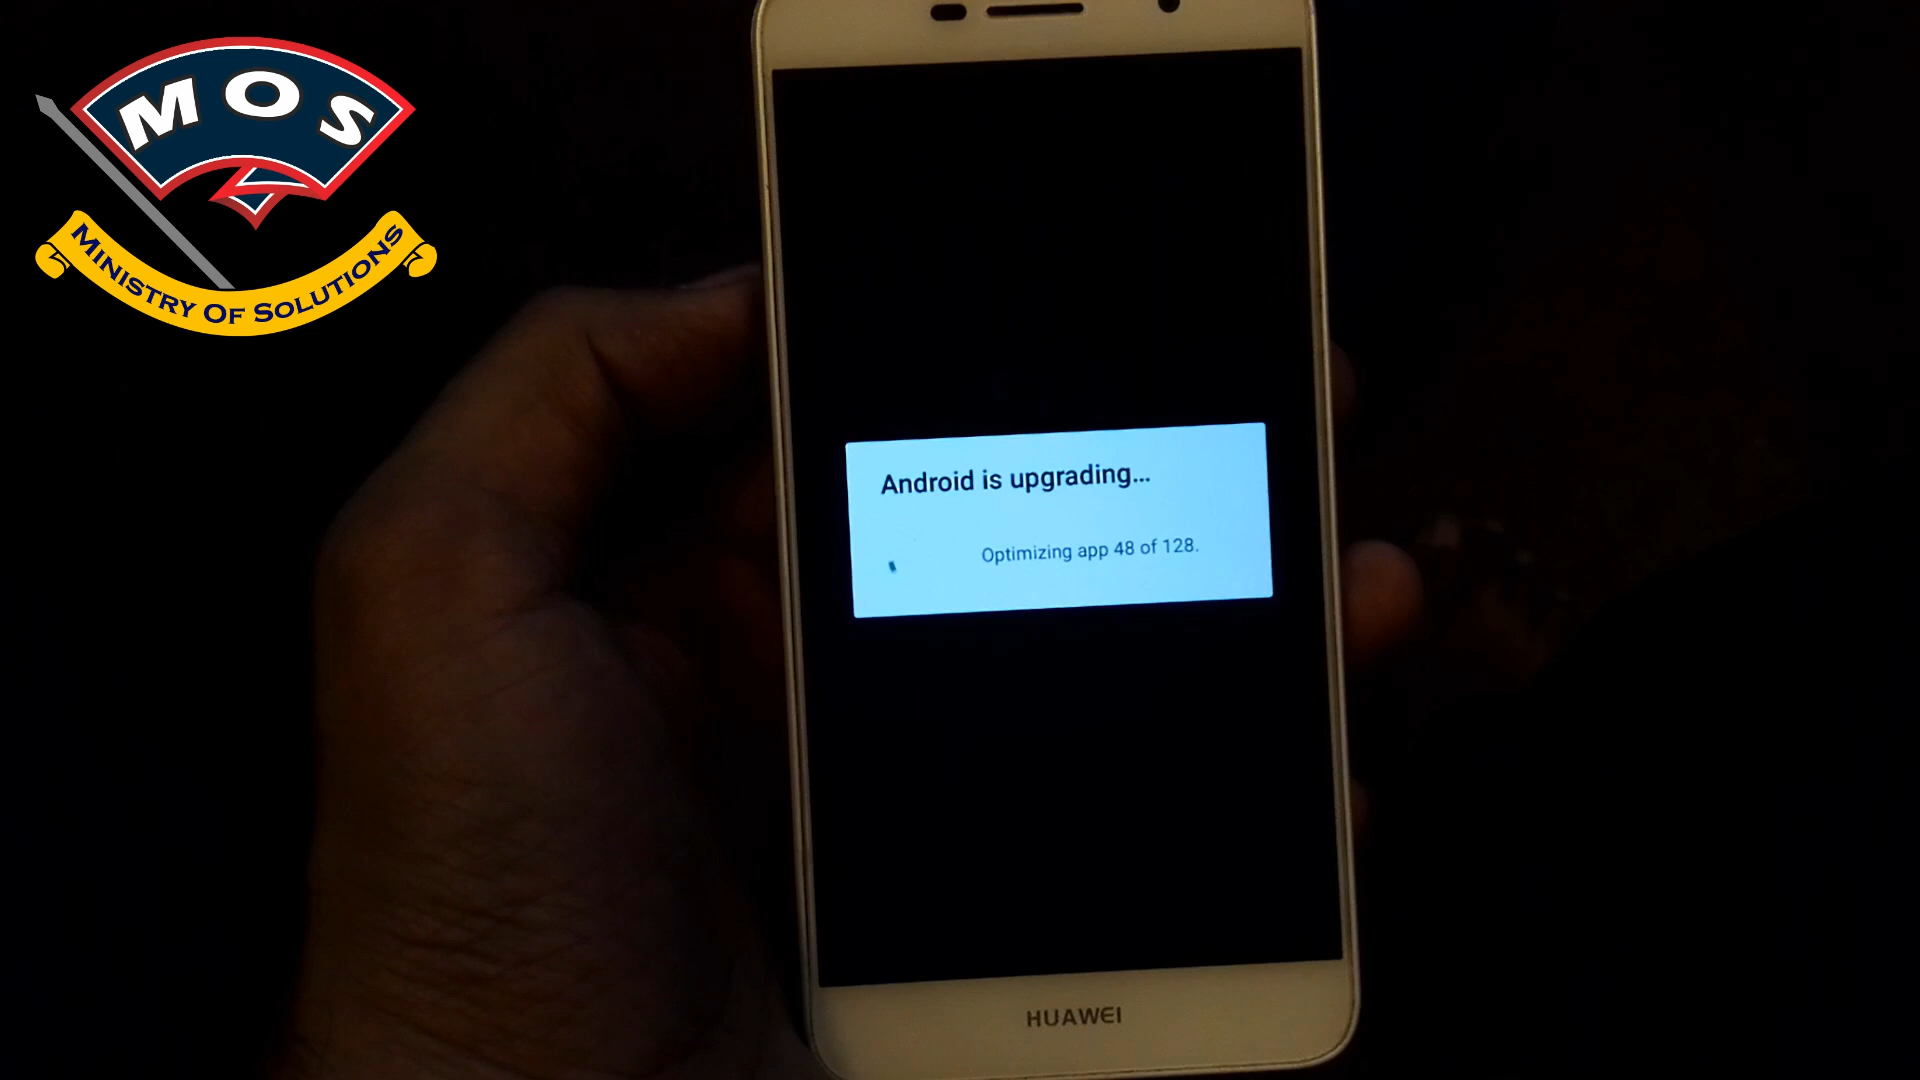 MOS
MINISTRY OF SOLUTIONS
Android is upgrading...
Optimizing app 48 of 128.
HUAWEI